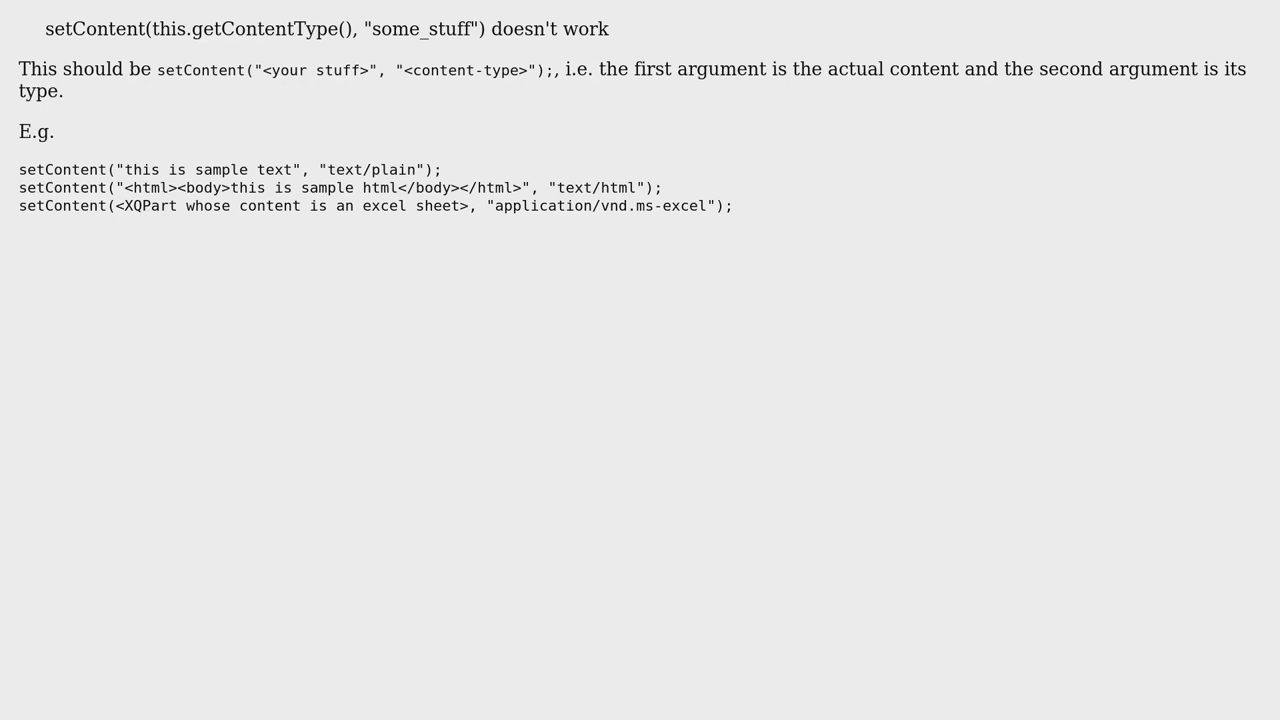 setContent(this.getContentType(), "some_stuff") doesn't work
This should be setContent("<your stuff>", "<content-type>");, i.e. the first argument is the actual content and the second argument is its
type.
E.g.
setContent("this is sample text", "text/plain");
setContent("<html><body>this is sample html</body></html>", "text/html");
setContent(<XQPart whose content is an excel sheet>, "application/vnd.ms-excel");